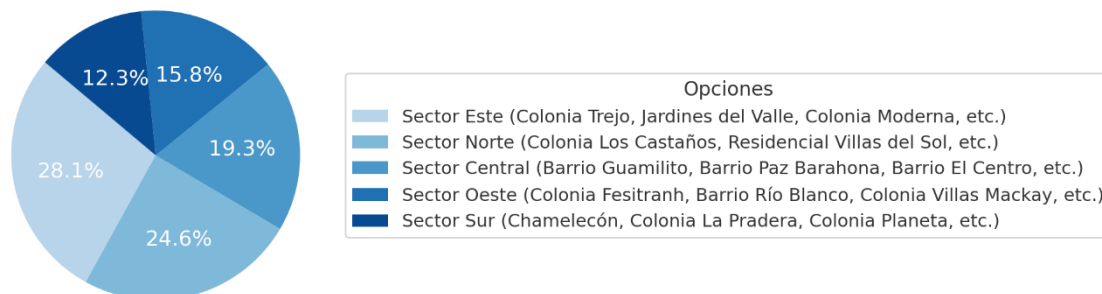 12.3%
15.8%
19.3%
28.1%
24.6%
Opciones
Sector Este (Colonia Trejo, Jardines del Valle, Colonia Moderna, etc.)
Sector Norte (Colonia Los Castaños, Residencial Villas del Sol, etc.)
Sector Central (Barrio Guamilito, Barrio Paz Barahona, Barrio El Centro, etc.)
Sector Oeste (Colonia Fesitranh, Barrio Río Blanco, Colonia Villas Mackay, etc.)
Sector Sur (Chamelecón, Colonia La Pradera, Colonia Planeta, etc.)